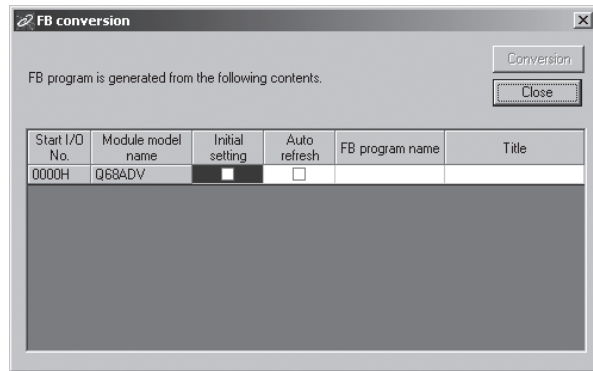 FB conversion
Conversion
FB program is generated from the following contents.
Close
Start I/O No. Module model name Initial setting Auto refresh FB program name Title
0000H Q68ADV